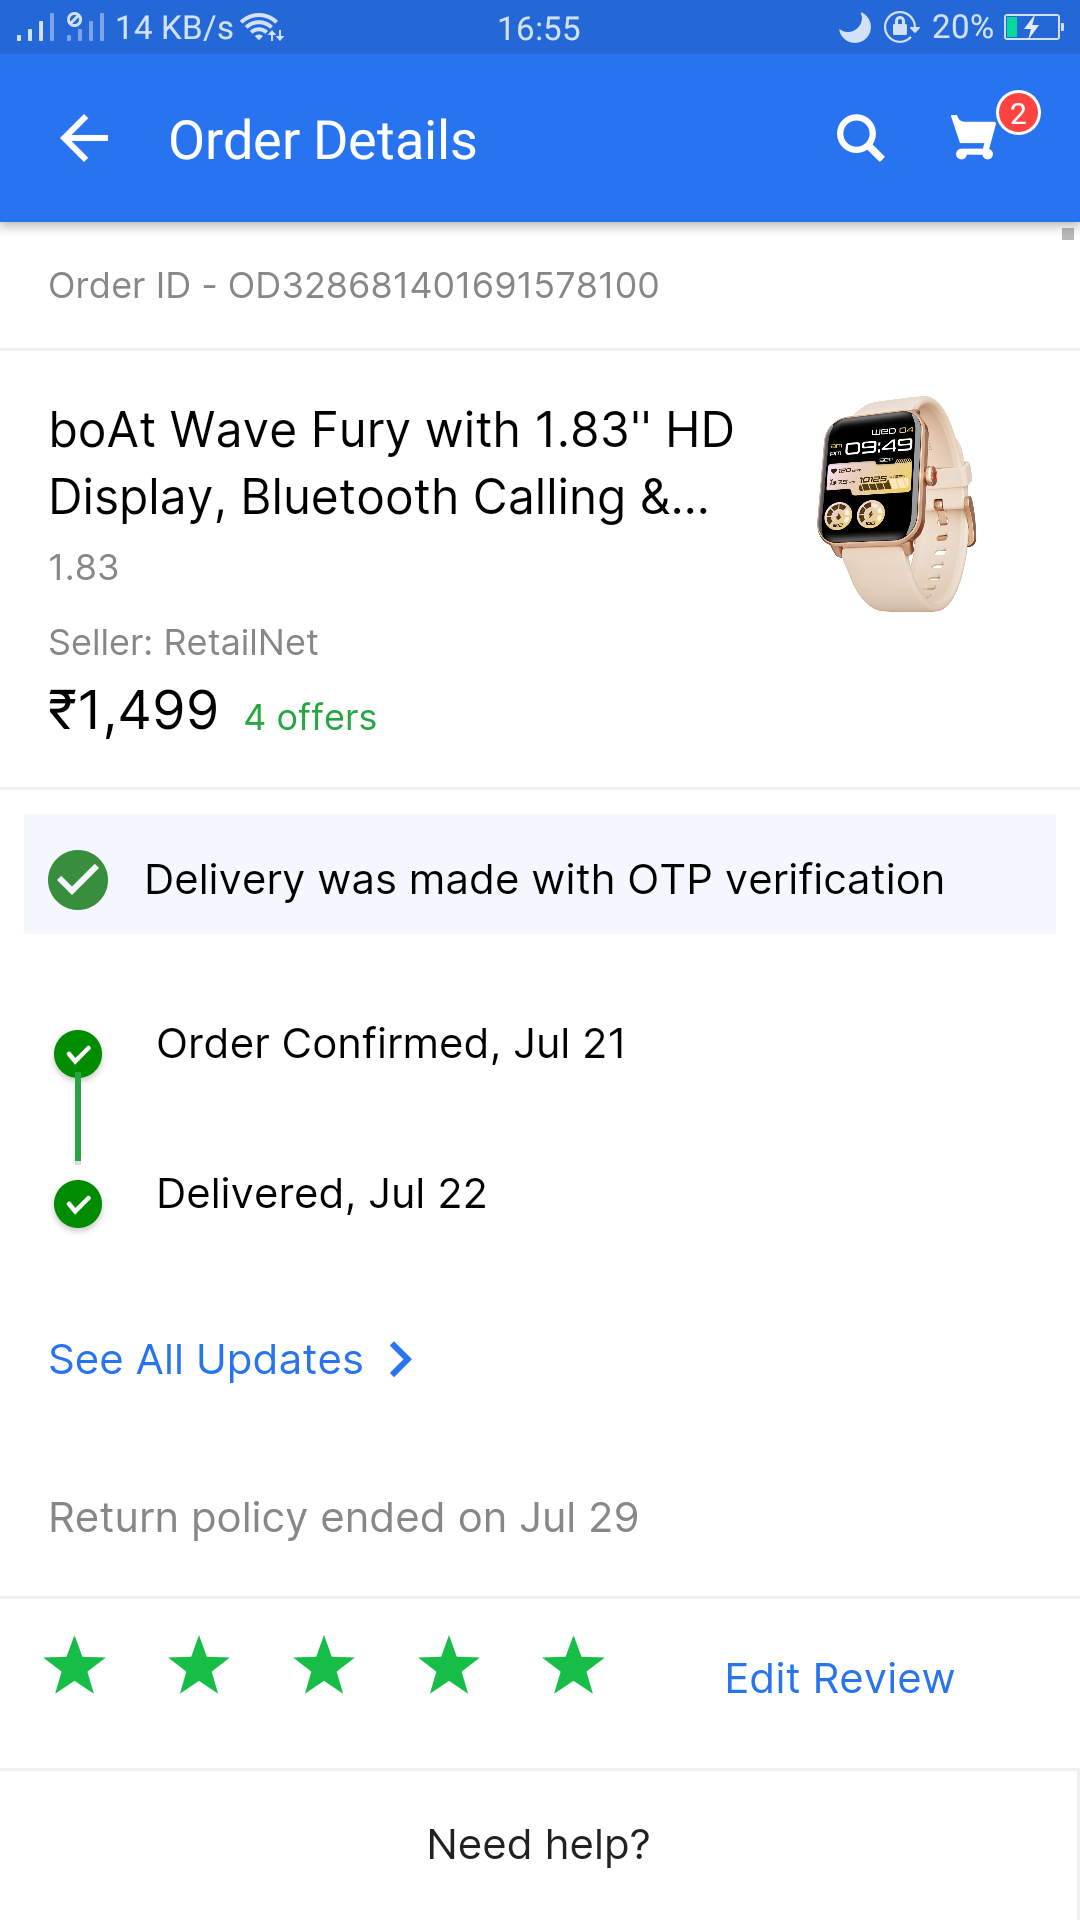 14 KB/s
16:55
20%
Order Details
2
Order ID - OD328681401691578100
boAt Wave Fury with 1.83" HD
Display, Bluetooth Calling &...
1.83
Seller: RetailNet
₹1,499 4 offers
WED 04
AM
PM
09:49
Delivery was made with OTP verification
Order Confirmed, Jul 21
Delivered, Jul 22
See All Updates
Return policy ended on Jul 29
Edit Review
Need help?